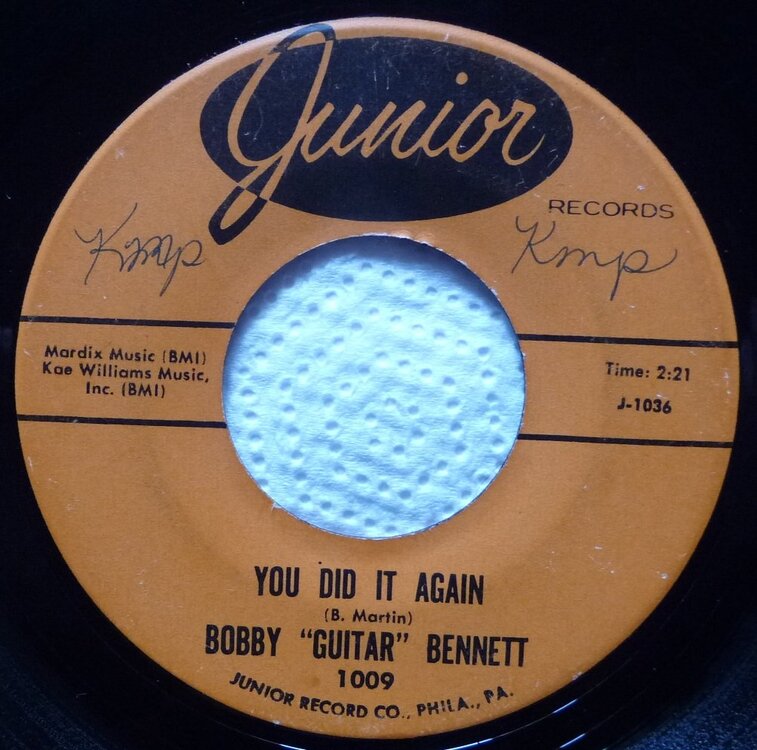 Junior
RECORDS
Kmp
Kmp
Mardix Music (BMI)
Kae Williams Music,
Inc. (BMI)
Time: 2:21
J-1036
YOU DID IT AGAIN
(B. Martin)
BOBBY "GUITAR" BENNETT
1009
JUNIOR RECORD CO., PHILA., PA.